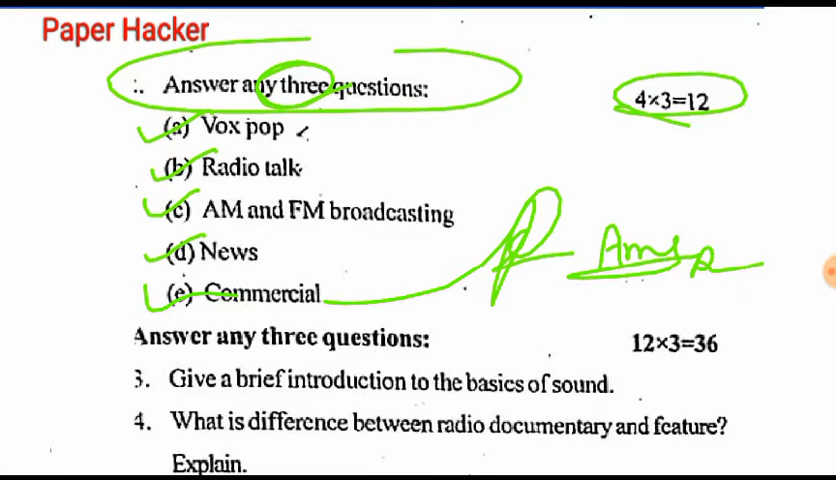 Paper Hacker
:. Answer any three questions: 4×3=12
(a) Vox pop
(b) Radio talk
(c) AM and FM broadcasting
(d) News
(e) Commercial
Answer any three questions: 12×3=36
3. Give a brief introduction to the basics of sound.
4. What is difference between radio documentary and feature?
Explain.